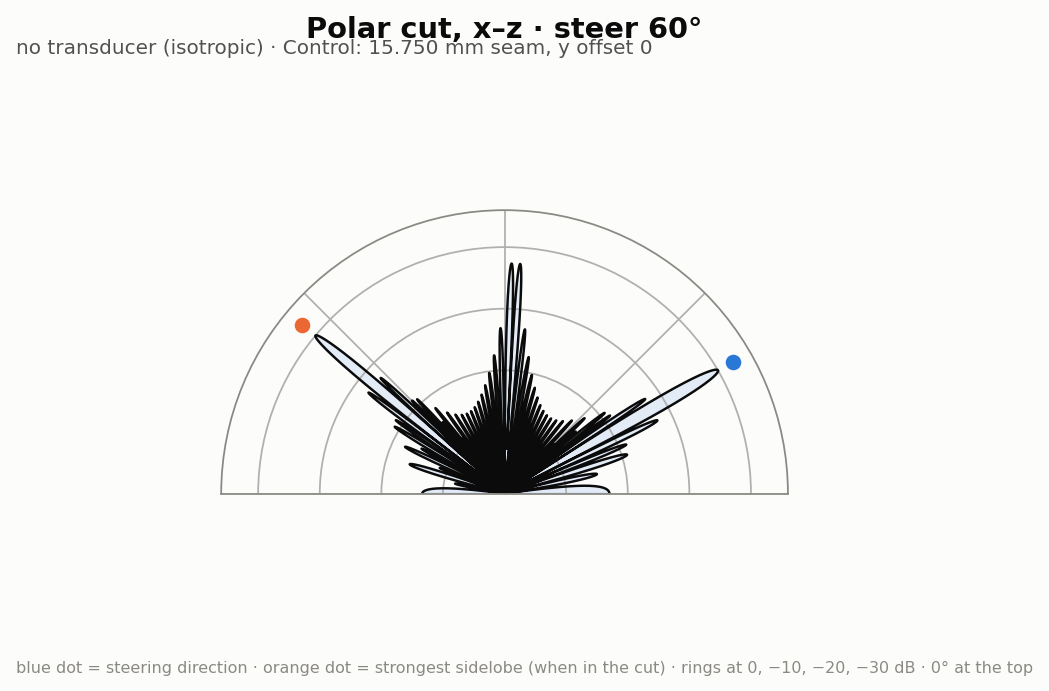 Polar cut, x–z · steer 60°
no transducer (isotropic) · Control: 15.750 mm seam, y offset 0
blue dot = steering direction · orange dot = strongest sidelobe (when in the cut) · rings at 0, −10, −20, −30 dB · 0° at the top